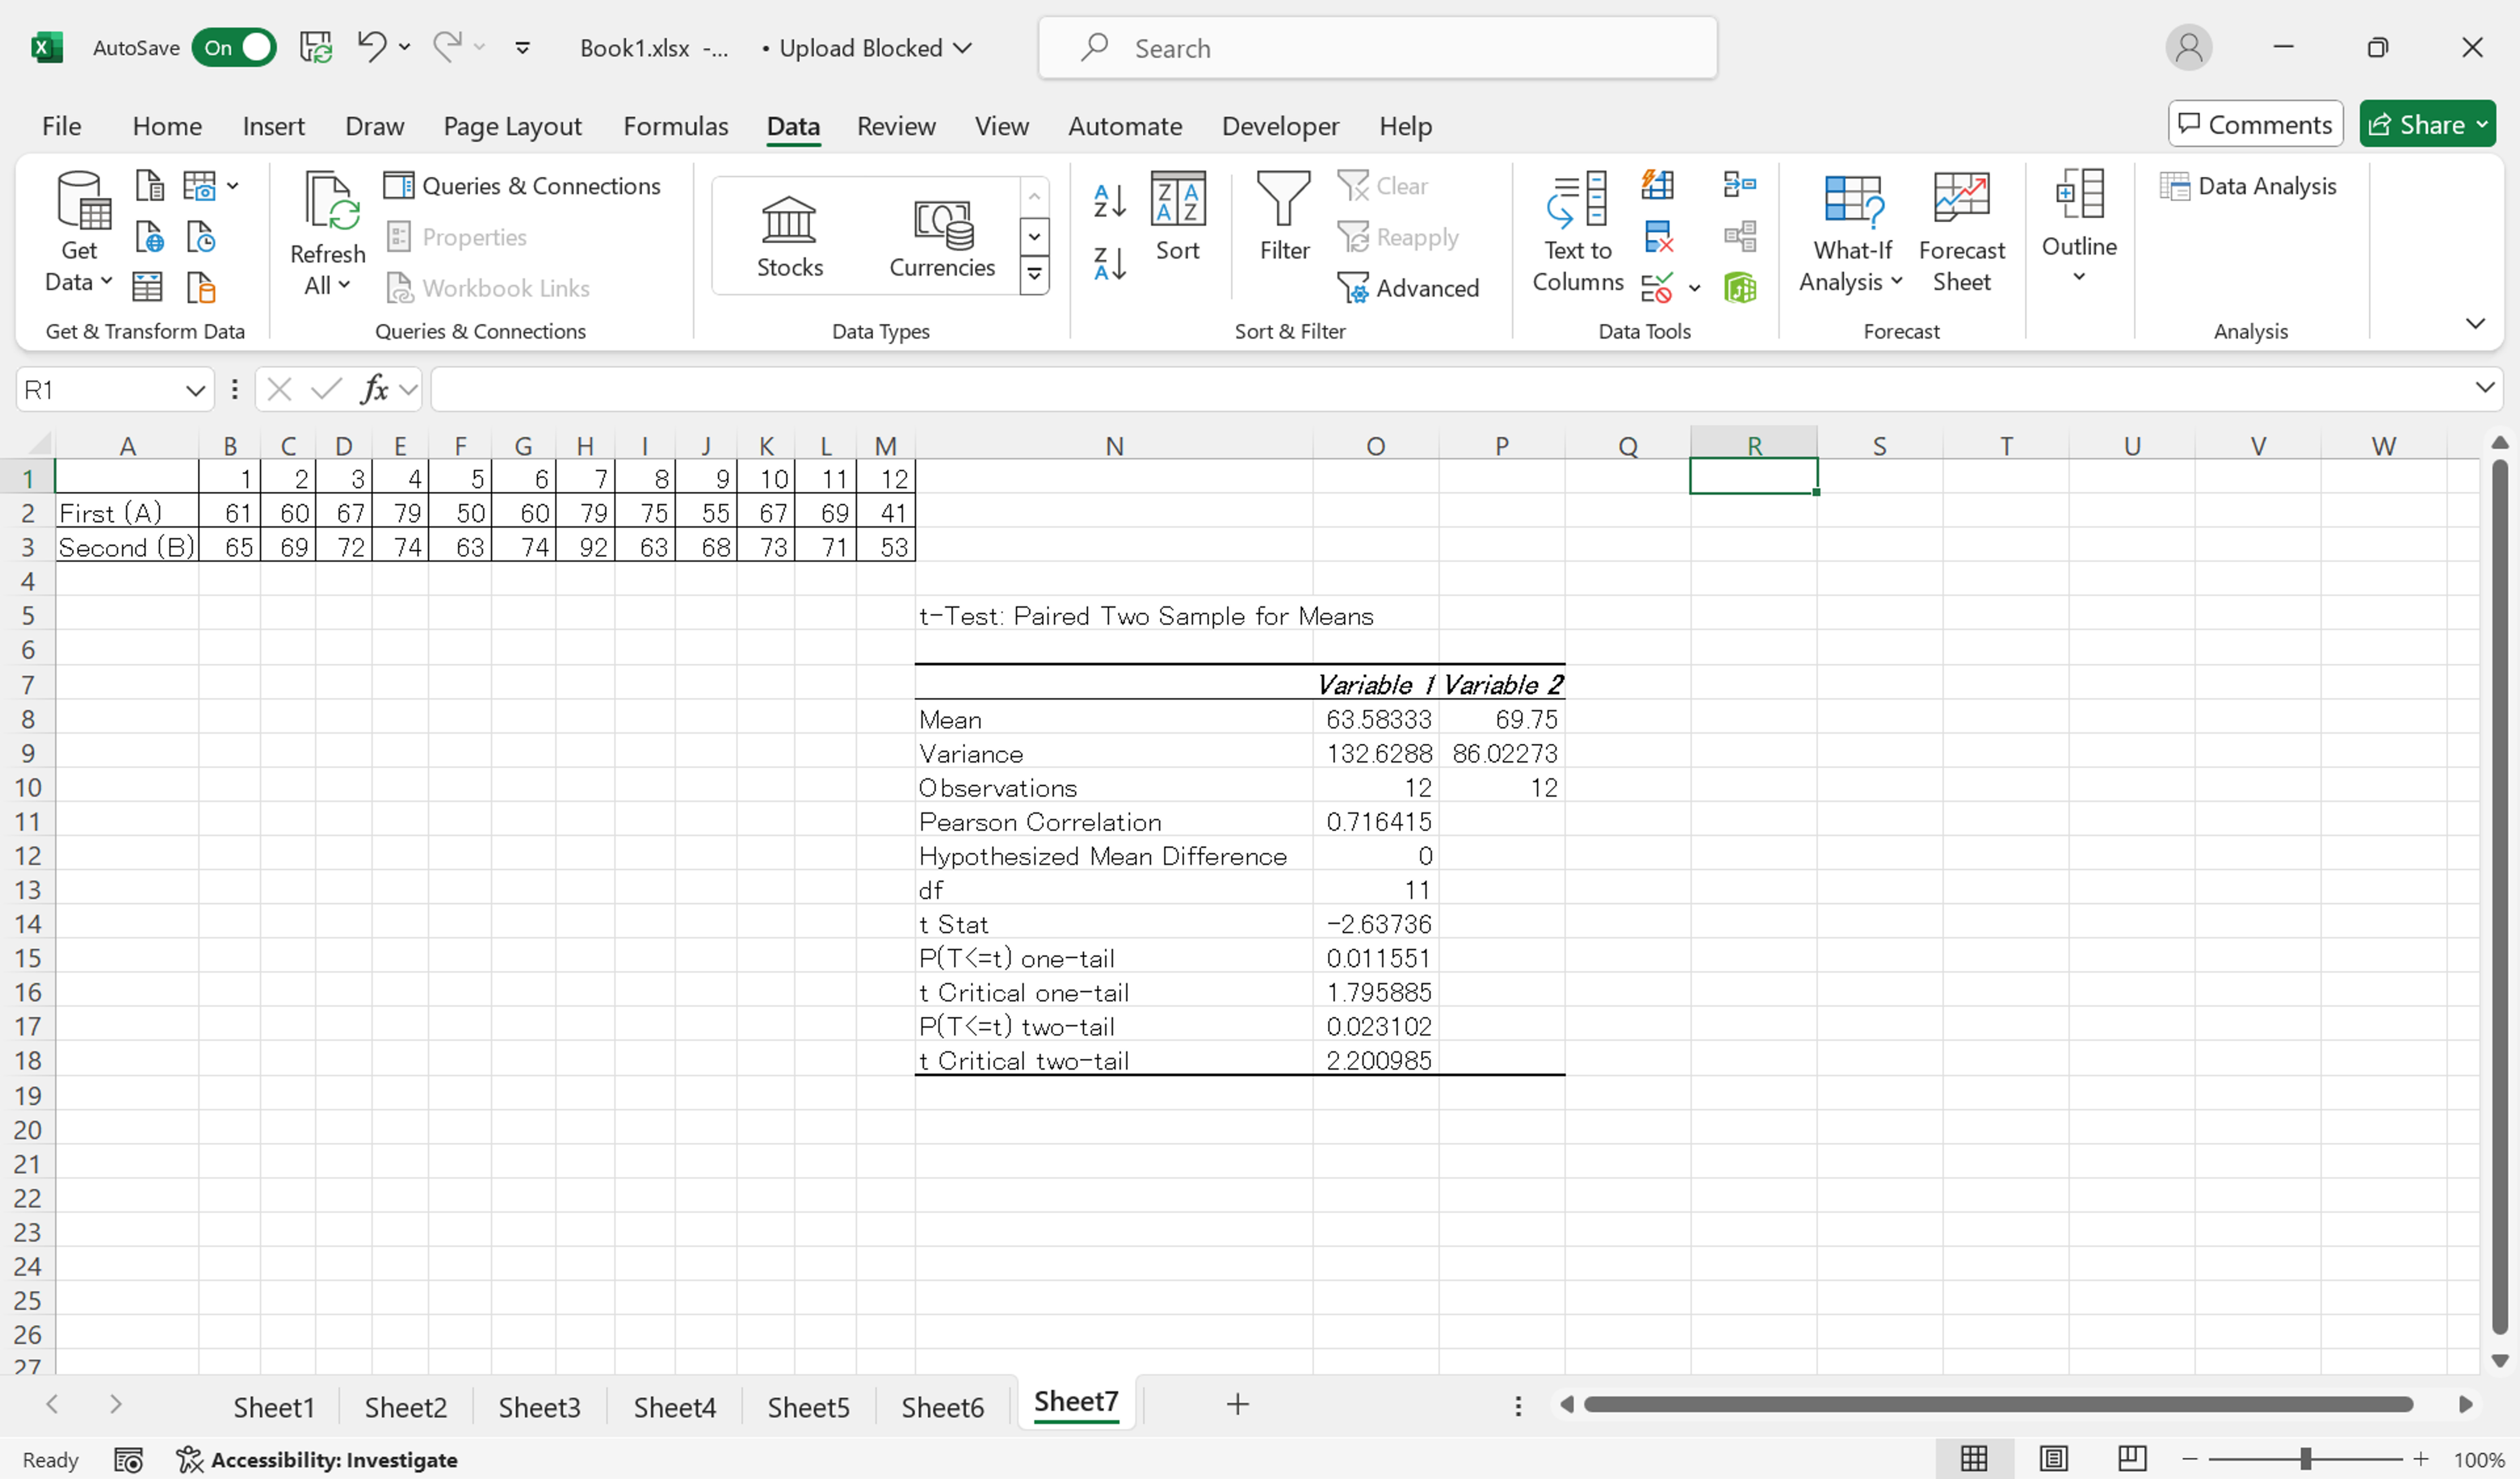 AutoSave On Book1.xlsx -... • Upload Blocked Search
File Home Insert Draw Page Layout Formulas Data Review View Automate Developer Help Comments Share
Get Data
Refresh All
Queries & Connections
Properties
Workbook Links
Stocks Currencies
Sort
Filter
Clear
Reapply
Advanced
Text to Columns
What-If Analysis
Forecast Sheet
Outline
Data Analysis
Get & Transform Data Queries & Connections Data Types Sort & Filter Data Tools Forecast Analysis
R1 fx
A B C D E F G H I J K L M N O P Q R S T U V W
1 1 2 3 4 5 6 7 8 9 10 11 12
2 First (A) 61 60 67 79 50 60 79 75 55 67 69 41
3 Second (B) 65 69 72 74 63 74 92 63 68 73 71 53
4
5 t-Test: Paired Two Sample for Means
6
7 Variable 1 Variable 2
8 Mean 63.58333 69.75
9 Variance 132.6288 86.02273
10 Observations 12 12
11 Pearson Correlation 0.716415
12 Hypothesized Mean Difference 0
13 df 11
14 t Stat -2.63736
15 P(T<=t) one-tail 0.011551
16 t Critical one-tail 1.795885
17 P(T<=t) two-tail 0.023102
18 t Critical two-tail 2.200985
19
20
21
22
23
24
25
26
27
Sheet1 Sheet2 Sheet3 Sheet4 Sheet5 Sheet6 Sheet7
Ready Accessibility: Investigate 100%